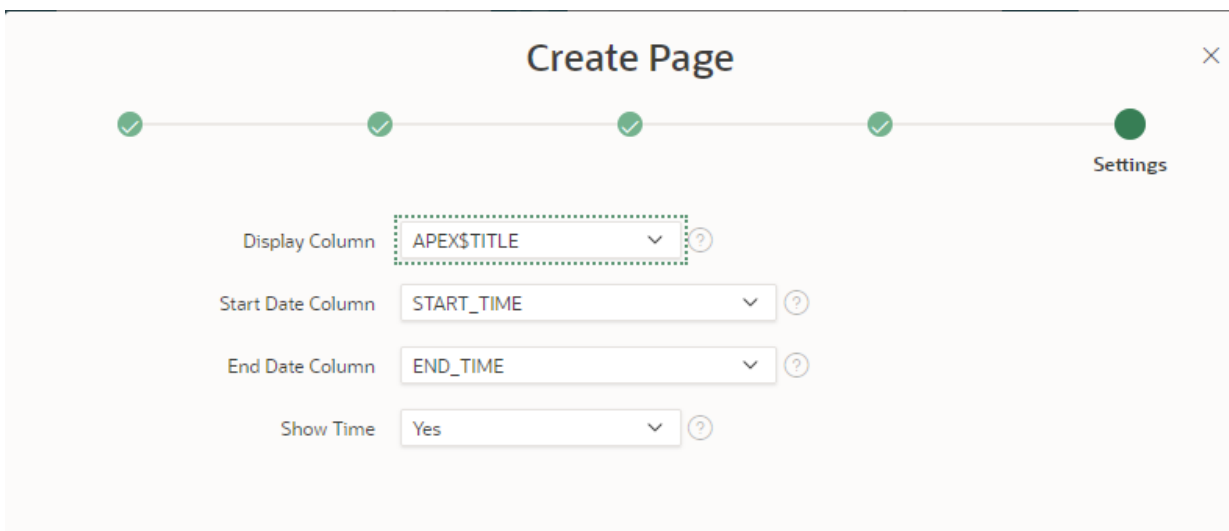 Create Page
Settings
Display Column APEX$TITLE
Start Date Column START_TIME
End Date Column END_TIME
Show Time Yes